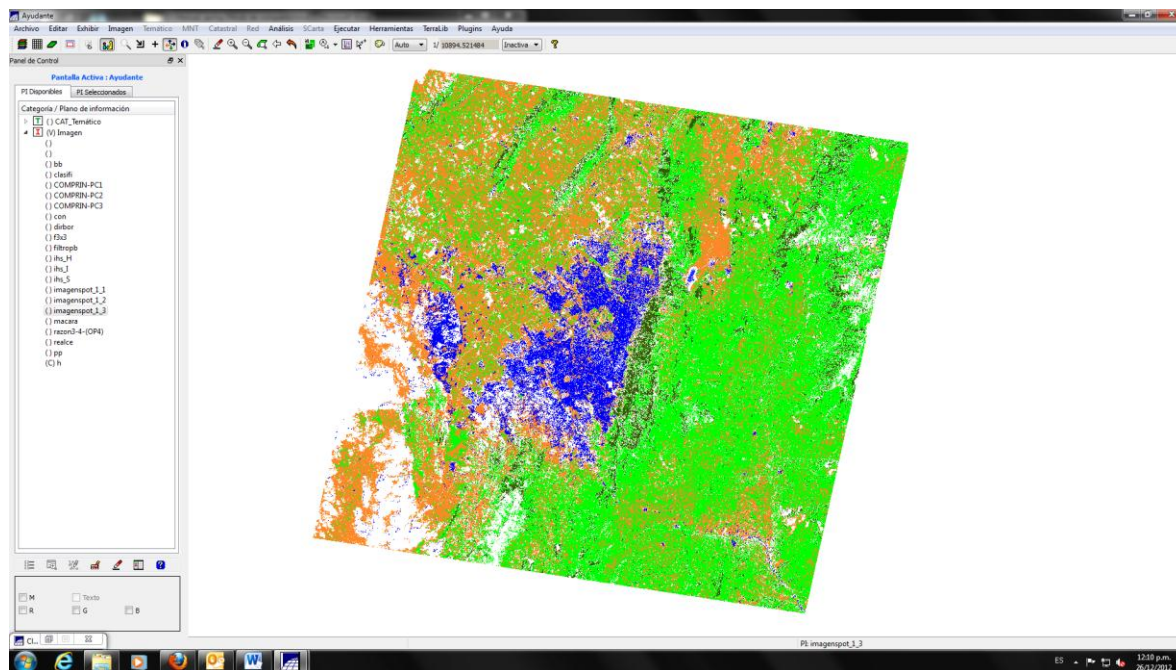 Ayudante
Archivo Editar Exhibir Imagen Temático MNT Catastral Red Análisis SCarta Ejecutar Herramientas TerraLib Plugins Ayuda
Auto 1/ 10894.521484 Inactiva
Panel de Control
Pantalla Activa : Ayudante
PI Disponibles PI Seleccionados
Categoría / Plano de información
T () CAT_Temático
I (V) Imagen
()
()
() bb
() clasifi
() COMPRIN-PC1
() COMPRIN-PC2
() COMPRIN-PC3
() con
() dirbor
() f3x3
() filtropb
() ihs_H
() ihs_I
() ihs_S
() imagenspot_1_1
() imagenspot_1_2
() imagenspot_1_3
() macara
() razon3-4-(OP4)
() realce
() pp
(C) h
M Texto
R G B
Cl...
PI: imagenspot_1_3
ES 12:10 p.m.